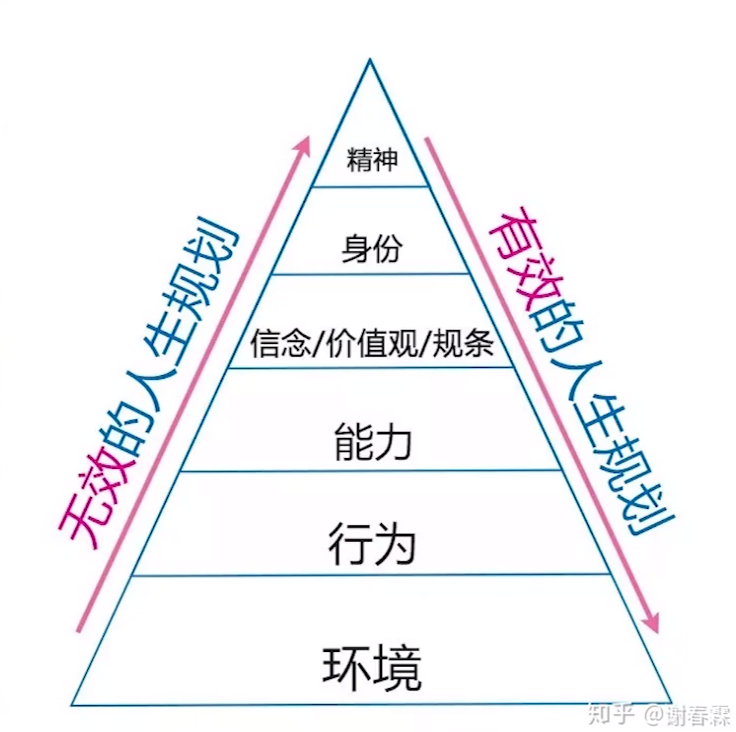 精神
身份
信念/价值观/规条
能力
行为
环境
无效的人生规划
有效的人生规划
知乎 @谢春霖